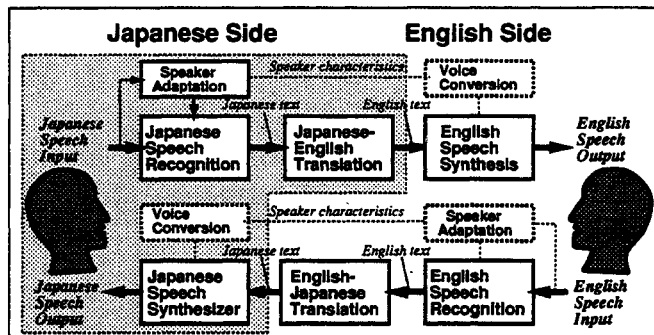 Japanese Side
English Side
Speaker Adaptation
Speaker characteristics
Voice Conversion
Japanese text
English text
Japanese Speech Input
Japanese Speech Recognition
Japanese-English Translation
English Speech Synthesis
English Speech Output
Voice Conversion
Speaker characteristics
Speaker Adaptation
Japanese text
English text
Japanese Speech Output
Japanese Speech Synthesizer
English-Japanese Translation
English Speech Recognition
English Speech Input